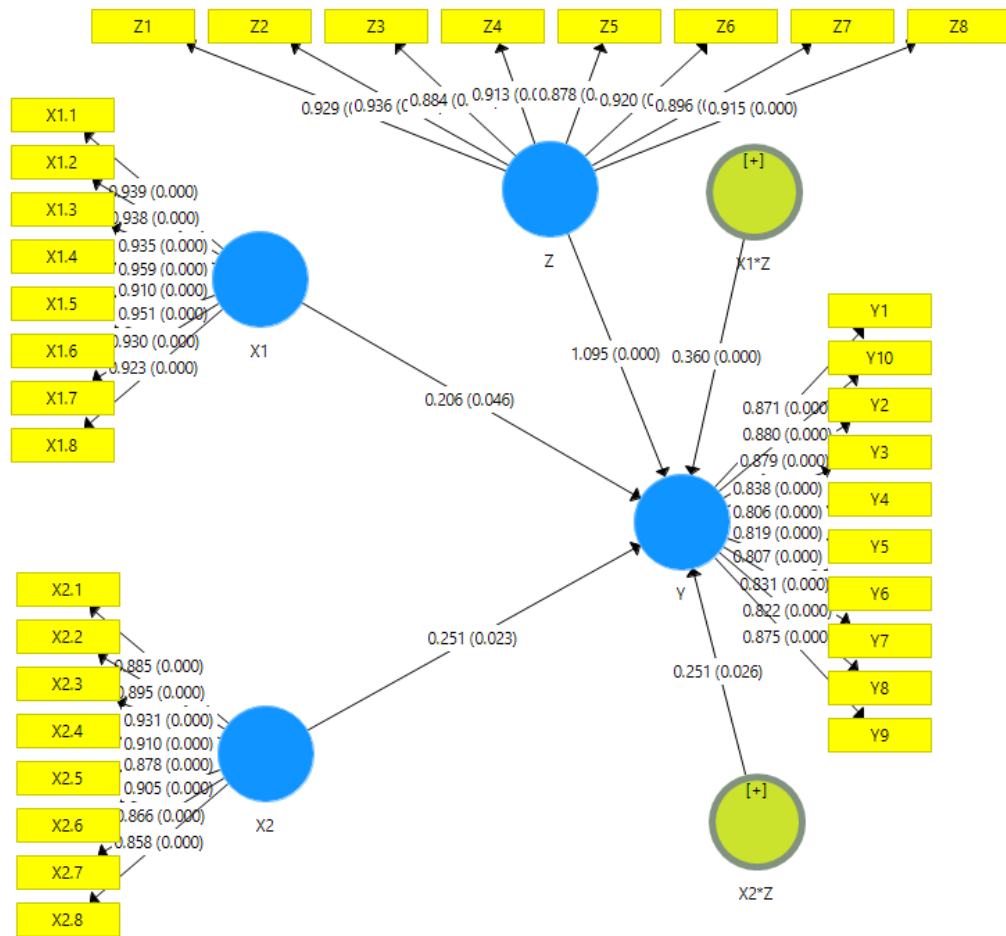 Z1
Z2
Z3
Z4
Z5
Z6
Z7
Z8
0.929
0.936
0.884
0.913
0.878
0.920
0.896
0.915 (0.000)
X1.1
X1.2
X1.3
X1.4
X1.5
X1.6
X1.7
X1.8
0.939 (0.000)
0.938 (0.000)
0.935 (0.000)
0.959 (0.000)
0.910 (0.000)
0.951 (0.000)
0.930 (0.000)
0.923 (0.000)
X1
Z
[+]
X1*Z
1.095 (0.000)
0.360 (0.000)
0.206 (0.046)
Y1
Y10
Y2
Y3
Y4
Y5
Y6
Y7
Y8
Y9
0.871 (0.000)
0.880 (0.000)
0.879 (0.000)
0.838 (0.000)
0.806 (0.000)
0.819 (0.000)
0.807 (0.000)
0.831 (0.000)
0.822 (0.000)
0.875 (0.000)
Y
X2.1
X2.2
X2.3
X2.4
X2.5
X2.6
X2.7
X2.8
0.885 (0.000)
0.895 (0.000)
0.931 (0.000)
0.910 (0.000)
0.878 (0.000)
0.905 (0.000)
0.866 (0.000)
0.858 (0.000)
X2
0.251 (0.023)
0.251 (0.026)
[+]
X2*Z